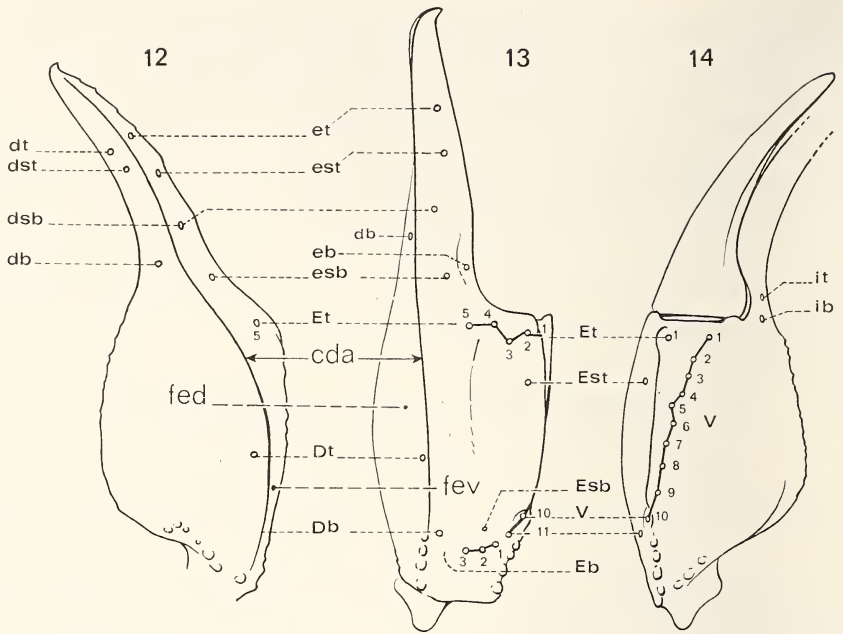 12 13 14
et
dt
dst est
dsb
db
eb
db esb
it
ib
Et 5 4 1 Et 1 1
5 3 2 2
cda Est 3
4
fed 5 V
6
7
Dt 8
fev Esb 9
10 V 10
Db 11
3 2 1
Eb